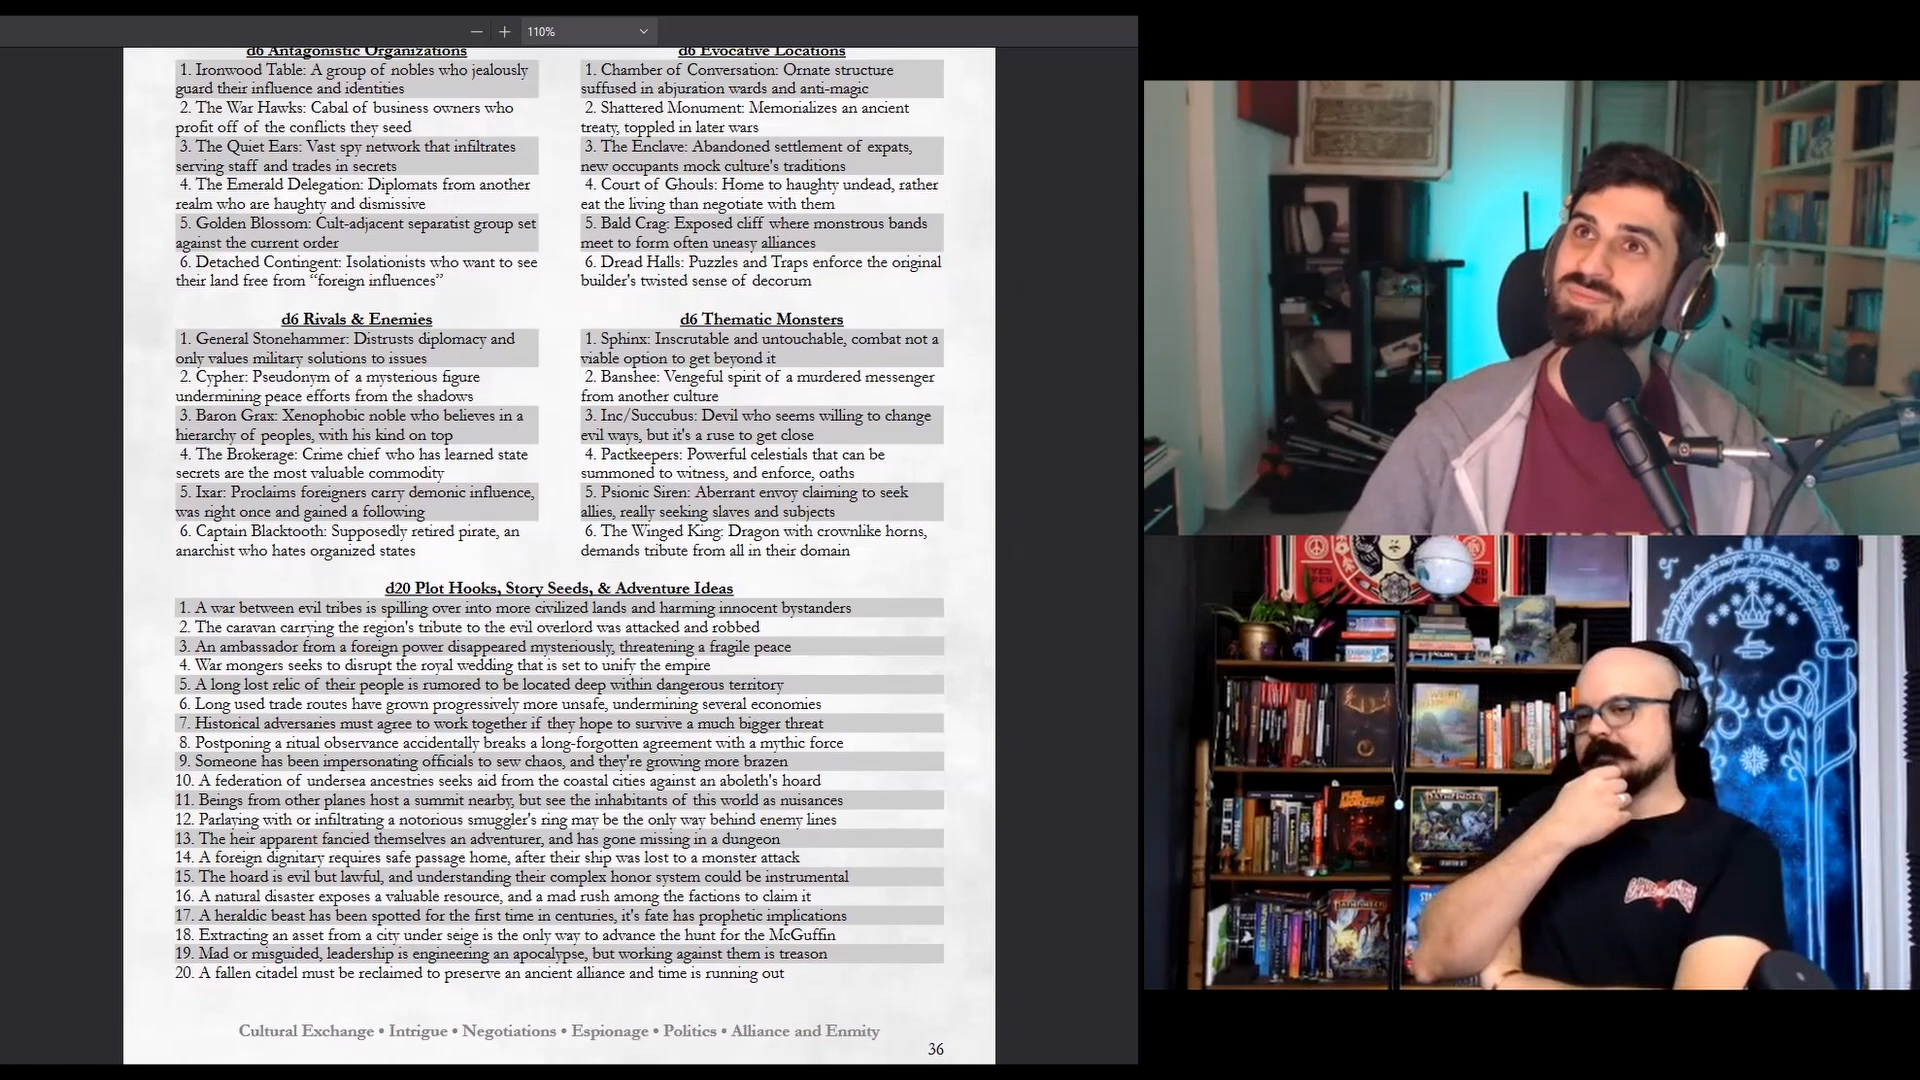 110%
d6 Antagonistic Organizations
1. Ironwood Table: A group of nobles who jealously
guard their influence and identities
2. The War Hawks: Cabal of business owners who
profit off of the conflicts they seed
3. The Quiet Ears: Vast spy network that infiltrates
serving staff and trades in secrets
4. The Emerald Delegation: Diplomats from another
realm who are haughty and dismissive
5. Golden Blossom: Cult-adjacent separatist group set
against the current order
6. Detached Contingent: Isolationists who want to see
their land free from “foreign influences”
d6 Evocative Locations
1. Chamber of Conversation: Ornate structure
suffused in abjuration wards and anti-magic
2. Shattered Monument: Memorializes an ancient
treaty, toppled in later wars
3. The Enclave: Abandoned settlement of expats,
new occupants mock culture's traditions
4. Court of Ghouls: Home to haughty undead, rather
eat the living than negotiate with them
5. Bald Crag: Exposed cliff where monstrous bands
meet to form often uneasy alliances
6. Dread Halls: Puzzles and Traps enforce the original
builder's twisted sense of decorum
d6 Rivals & Enemies
1. General Stonehammer: Distrusts diplomacy and
only values military solutions to issues
2. Cypher: Pseudonym of a mysterious figure
undermining peace efforts from the shadows
3. Baron Grax: Xenophobic noble who believes in a
hierarchy of peoples, with his kind on top
4. The Brokerage: Crime chief who has learned state
secrets are the most valuable commodity
5. Ixar: Proclaims foreigners carry demonic influence,
was right once and gained a following
6. Captain Blacktooth: Supposedly retired pirate, an
anarchist who hates organized states
d6 Thematic Monsters
1. Sphinx: Inscrutable and untouchable, combat not a
viable option to get beyond it
2. Banshee: Vengeful spirit of a murdered messenger
from another culture
3. Inc/Succubus: Devil who seems willing to change
evil ways, but it's a ruse to get close
4. Pactkeepers: Powerful celestials that can be
summoned to witness, and enforce, oaths
5. Psionic Siren: Aberrant envoy claiming to seek
allies, really seeking slaves and subjects
6. The Winged King: Dragon with crownlike horns,
demands tribute from all in their domain
d20 Plot Hooks, Story Seeds, & Adventure Ideas
1. A war between evil tribes is spilling over into more civilized lands and harming innocent bystanders
2. The caravan carrying the region's tribute to the evil overlord was attacked and robbed
3. An ambassador from a foreign power disappeared mysteriously, threatening a fragile peace
4. War mongers seeks to disrupt the royal wedding that is set to unify the empire
5. A long lost relic of their people is rumored to be located deep within dangerous territory
6. Long used trade routes have grown progressively more unsafe, undermining several economies
7. Historical adversaries must agree to work together if they hope to survive a much bigger threat
8. Postponing a ritual observance accidentally breaks a long-forgotten agreement with a mythic force
9. Someone has been impersonating officials to sew chaos, and they're growing more brazen
10. A federation of undersea ancestries seeks aid from the coastal cities against an aboleth's hoard
11. Beings from other planes host a summit nearby, but see the inhabitants of this world as nuisances
12. Parlaying with or infiltrating a notorious smuggler's ring may be the only way behind enemy lines
13. The heir apparent fancied themselves an adventurer, and has gone missing in a dungeon
14. A foreign dignitary requires safe passage home, after their ship was lost to a monster attack
15. The hoard is evil but lawful, and understanding their complex honor system could be instrumental
16. A natural disaster exposes a valuable resource, and a mad rush among the factions to claim it
17. A heraldic beast has been spotted for the first time in centuries, it's fate has prophetic implications
18. Extracting an asset from a city under seige is the only way to advance the hunt for the McGuffin
19. Mad or misguided, leadership is engineering an apocalypse, but working against them is treason
20. A fallen citadel must be reclaimed to preserve an ancient alliance and time is running out
Cultural Exchange • Intrigue • Negotiations • Espionage • Politics • Alliance and Enmity
36
PATHFINDER